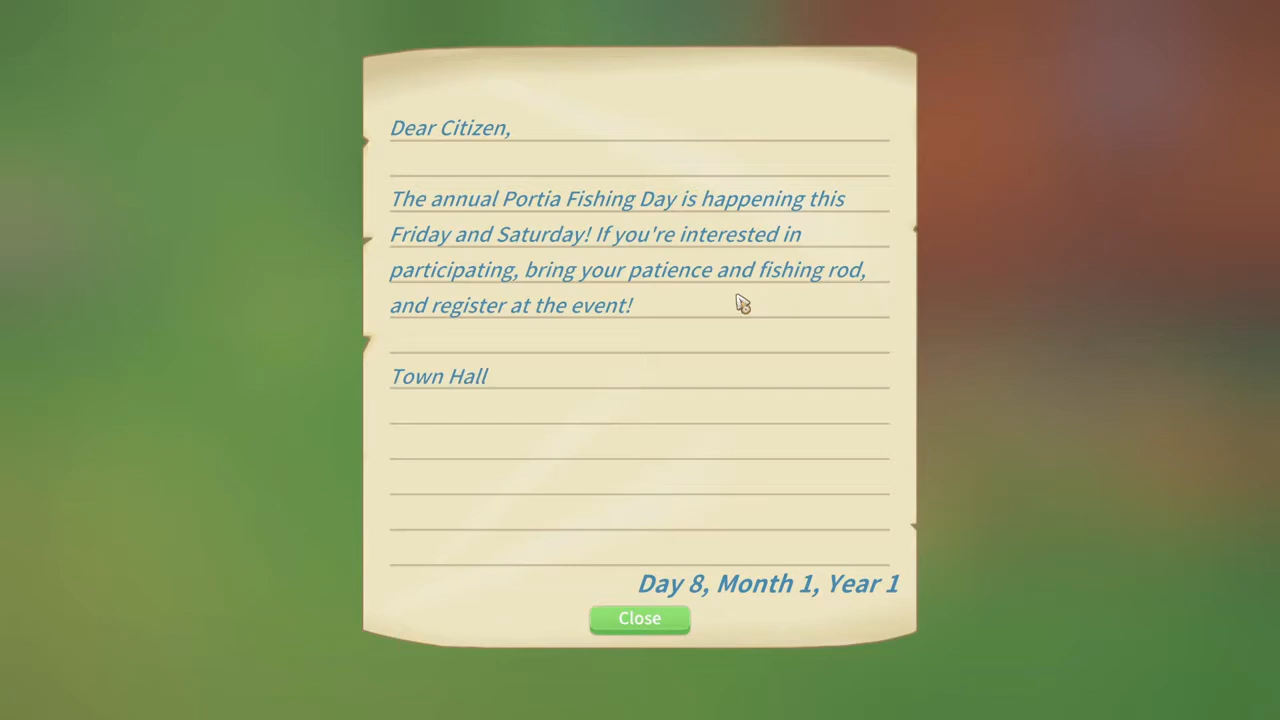 Dear Citizen,
The annual Portia Fishing Day is happening this
Friday and Saturday! If you're interested in
participating, bring your patience and fishing rod,
and register at the event!
Town Hall
Day 8, Month 1, Year 1
Close